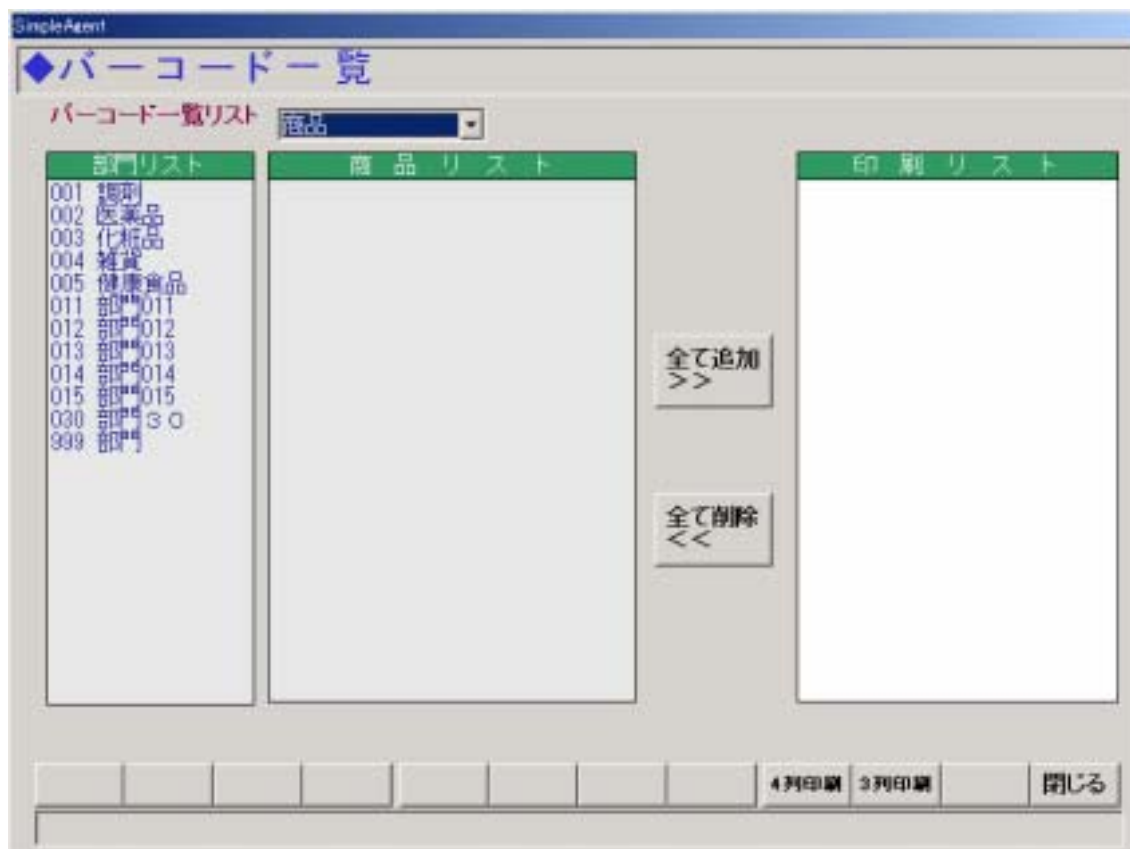 SimpleAgent
◆バーコード一覧
バーコード一覧リスト 商品
部門リスト
001 調剤
002 医薬品
003 化粧品
004 雑貨
005 健康食品
011 部門011
012 部門012
013 部門013
014 部門014
015 部門015
030 部門３０
999 部門
商品リスト
全て追加
＞＞
全て削除
＜＜
印刷リスト
4列印刷 3列印刷 閉じる